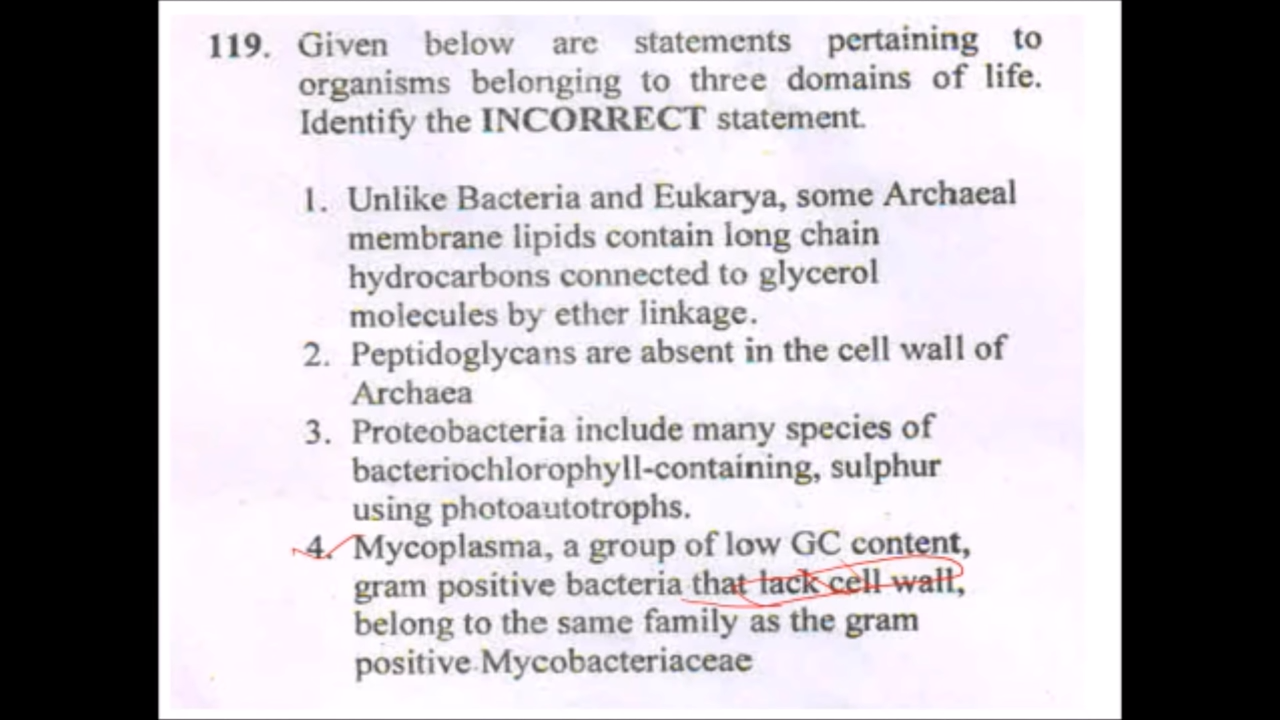 119. Given below are statements pertaining to
organisms belonging to three domains of life.
Identify the INCORRECT statement.
1. Unlike Bacteria and Eukarya, some Archaeal
membrane lipids contain long chain
hydrocarbons connected to glycerol
molecules by ether linkage.
2. Peptidoglycans are absent in the cell wall of
Archaea
3. Proteobacteria include many species of
bacteriochlorophyll-containing, sulphur
using photoautotrophs.
4. Mycoplasma, a group of low GC content,
gram positive bacteria that lack cell wall,
belong to the same family as the gram
positive Mycobacteriaceae